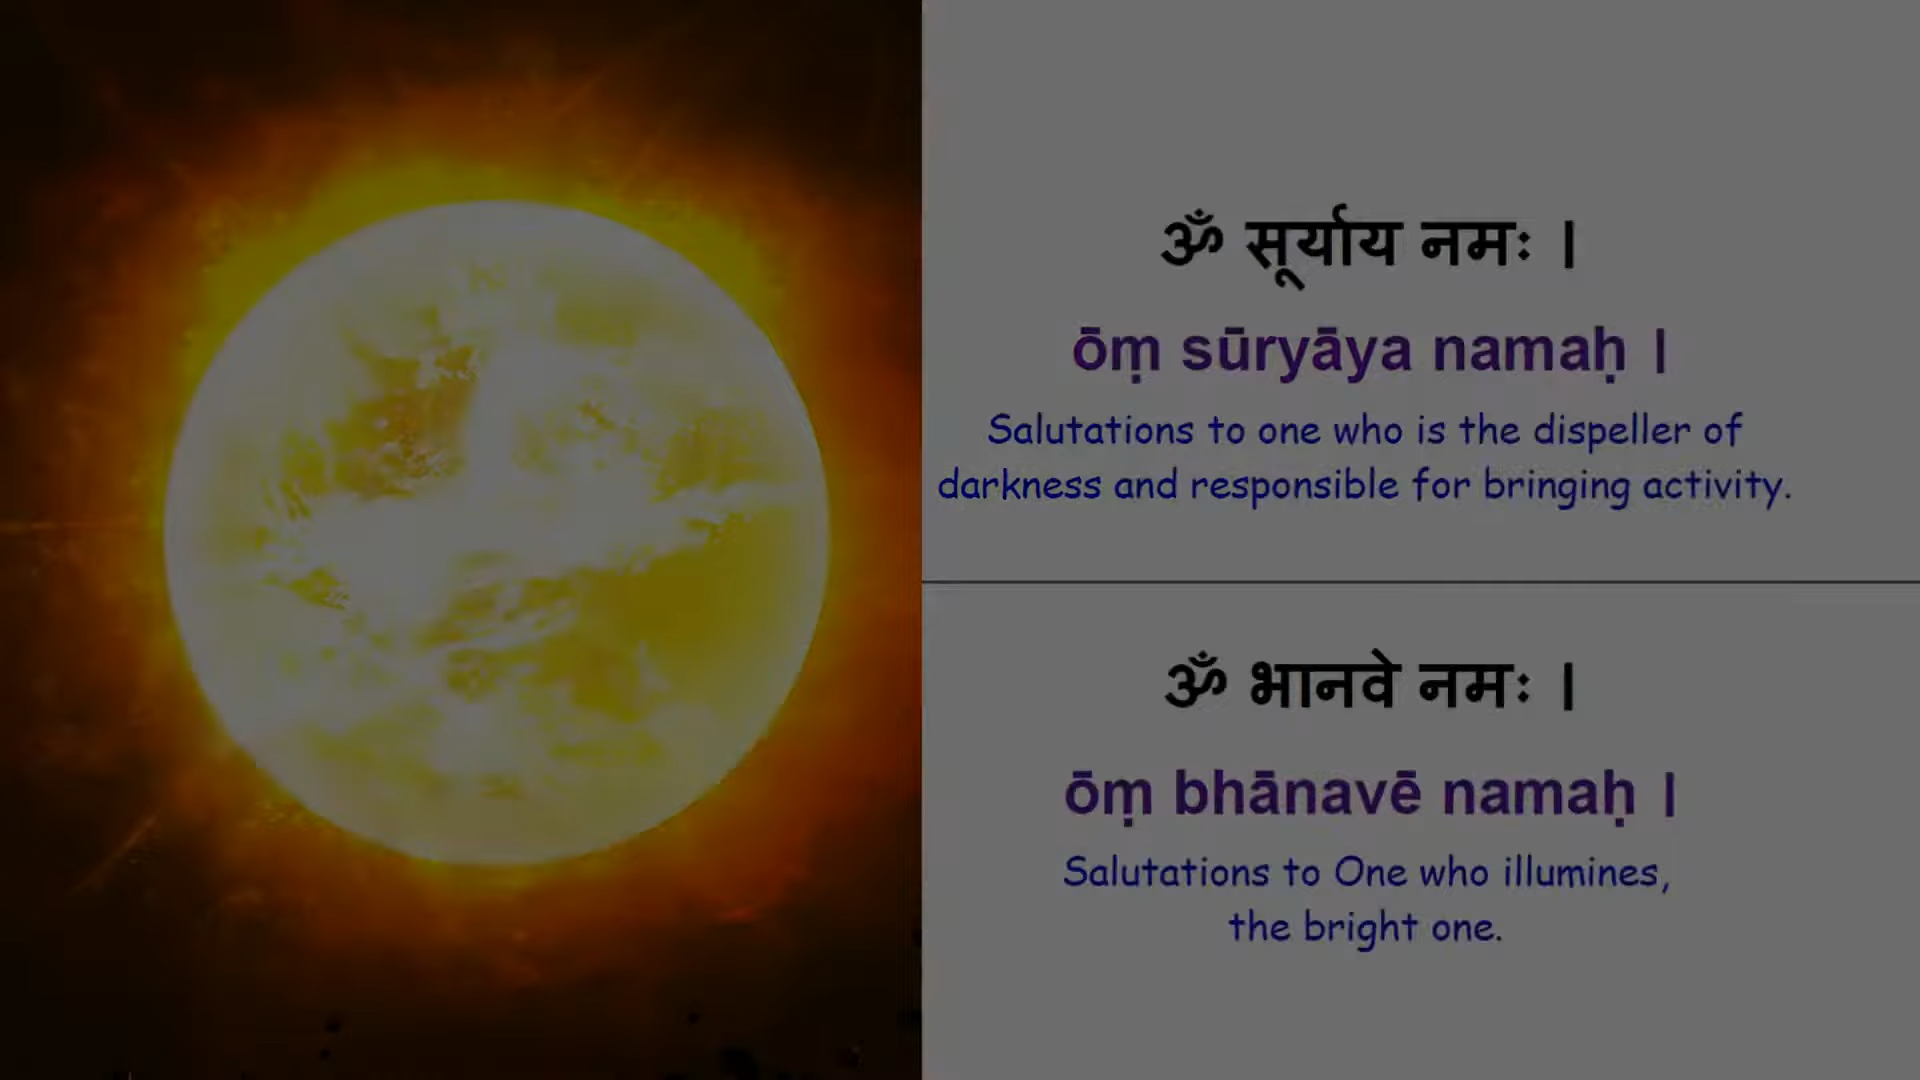 ॐ सूर्याय नमः ।
ōṃ sūryāya namaḥ ।
Salutations to one who is the dispeller of
darkness and responsible for bringing activity.
ॐ भानवे नमः ।
ōṃ bhānavē namaḥ ।
Salutations to One who illumines,
the bright one.